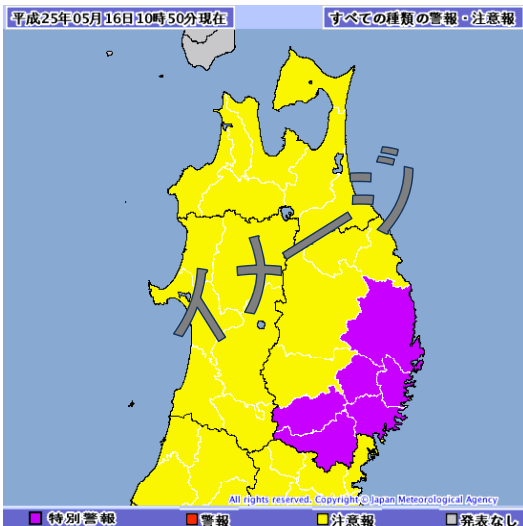 平成25年05月16日10時50分現在
すべての種類の警報・注意報
イメージ
All rights reserved. Copyright © Japan Meteorological Agency
特別警報 警報 注意報 発表なし